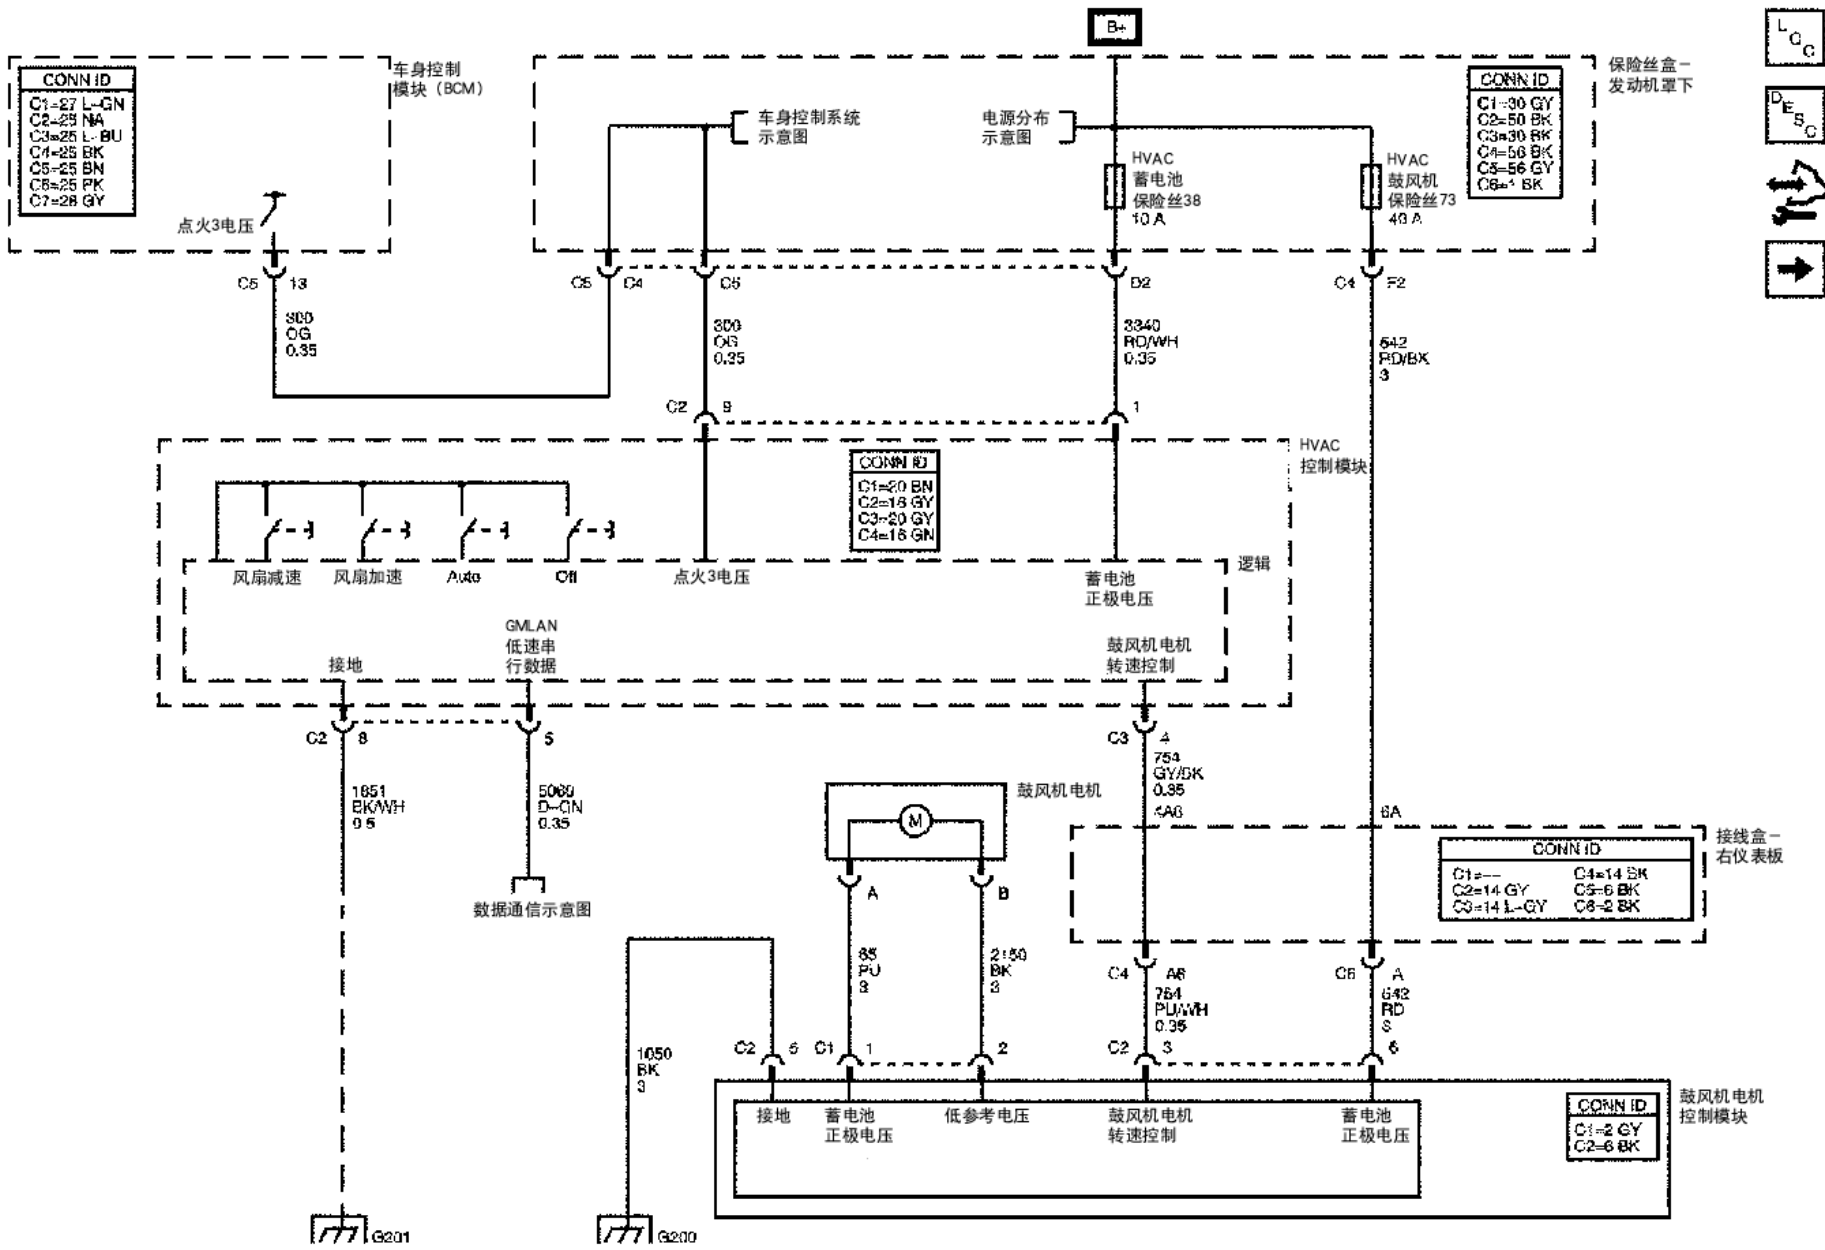 B+
L
O
C
D
E
S
C
CONN ID
C1=27 L-GN
C2=25 NA
C3=25 L-BU
C4=25 BK
C5=25 BN
C6=25 PK
C7=26 GY
车身控制
模块（BCM）
点火3电压
车身控制系统
示意图
电源分布
示意图
HVAC
蓄电池
保险丝38
10 A
HVAC
鼓风机
保险丝73
40 A
CONN ID
C1=30 GY
C2=50 BK
C3=30 BK
C4=56 BK
C5=56 GY
C6=1 BK
保险丝盒－
发动机罩下
C5 13
C5 C4
C6
D2
C4 F2
300
OG
0.35
300
OG
0.35
3340
RD/WH
0.35
542
RD/BK
3
C2 9
1
HVAC
控制模块
CONN ID
C1=20 BN
C2=16 GY
C3=20 GY
C4=16 GN
风扇减速
风扇加速
Auto
Off
点火3电压
蓄电池
正极电压
逻辑
接地
GMLAN
低速串
行数据
鼓风机电机
转速控制
C2 8
5
C3 4
1851
BK/WH
0.5
5060
D-GN
0.35
数据通信示意图
754
GY/BK
0.35
4A6
6A
鼓风机电机
M
A
B
接线盒－
右仪表板
CONN ID
C1=--
C2=14 GY
C3=14 L-GY
C4=14 BK
C5=6 BK
C6=2 BK
65
PU
3
2150
BK
3
C4 A6
754
PU/WH
0.35
C6 A
542
RD
3
1050
BK
3
C2 5
C1 1
2
C2 3
6
接地
蓄电池
正极电压
低参考电压
鼓风机电机
转速控制
蓄电池
正极电压
CONN ID
C1=2 GY
C2=6 BK
鼓风机电机
控制模块
G201
G200